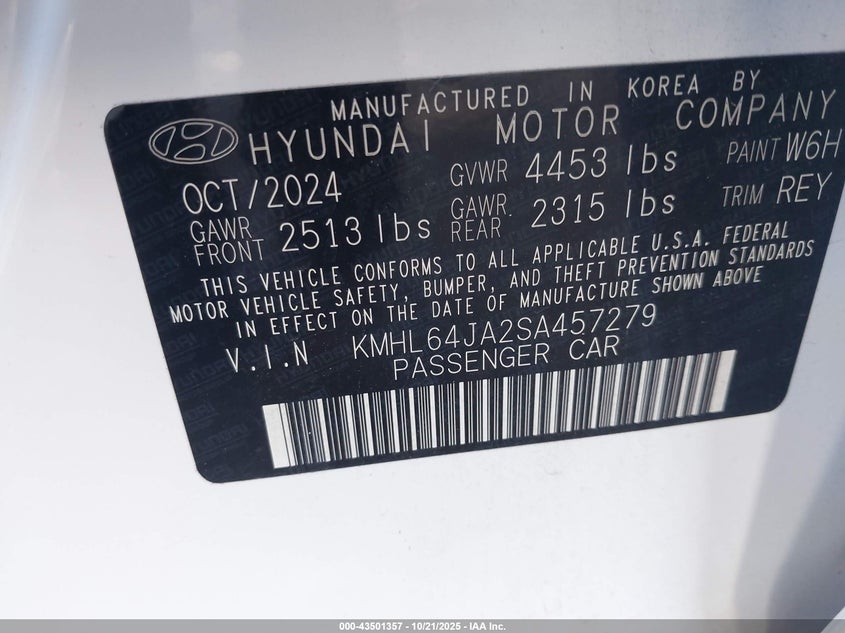 MANUFACTURED IN KOREA BY
HYUNDAI MOTOR COMPANY
OCT/2024 GVWR 4453 lbs PAINT W6H
GAWR FRONT 2513 lbs GAWR. REAR 2315 lbs TRIM REY
THIS VEHICLE CONFORMS TO ALL APPLICABLE U.S.A. FEDERAL
MOTOR VEHICLE SAFETY, BUMPER, AND THEFT PREVENTION STANDARDS
IN EFFECT ON THE DATE OF MANUFACTURE SHOWN ABOVE
V.I.N KMHL64JA2SA457279
PASSENGER CAR
000-43501357 - 10/21/2025 - IAA Inc.